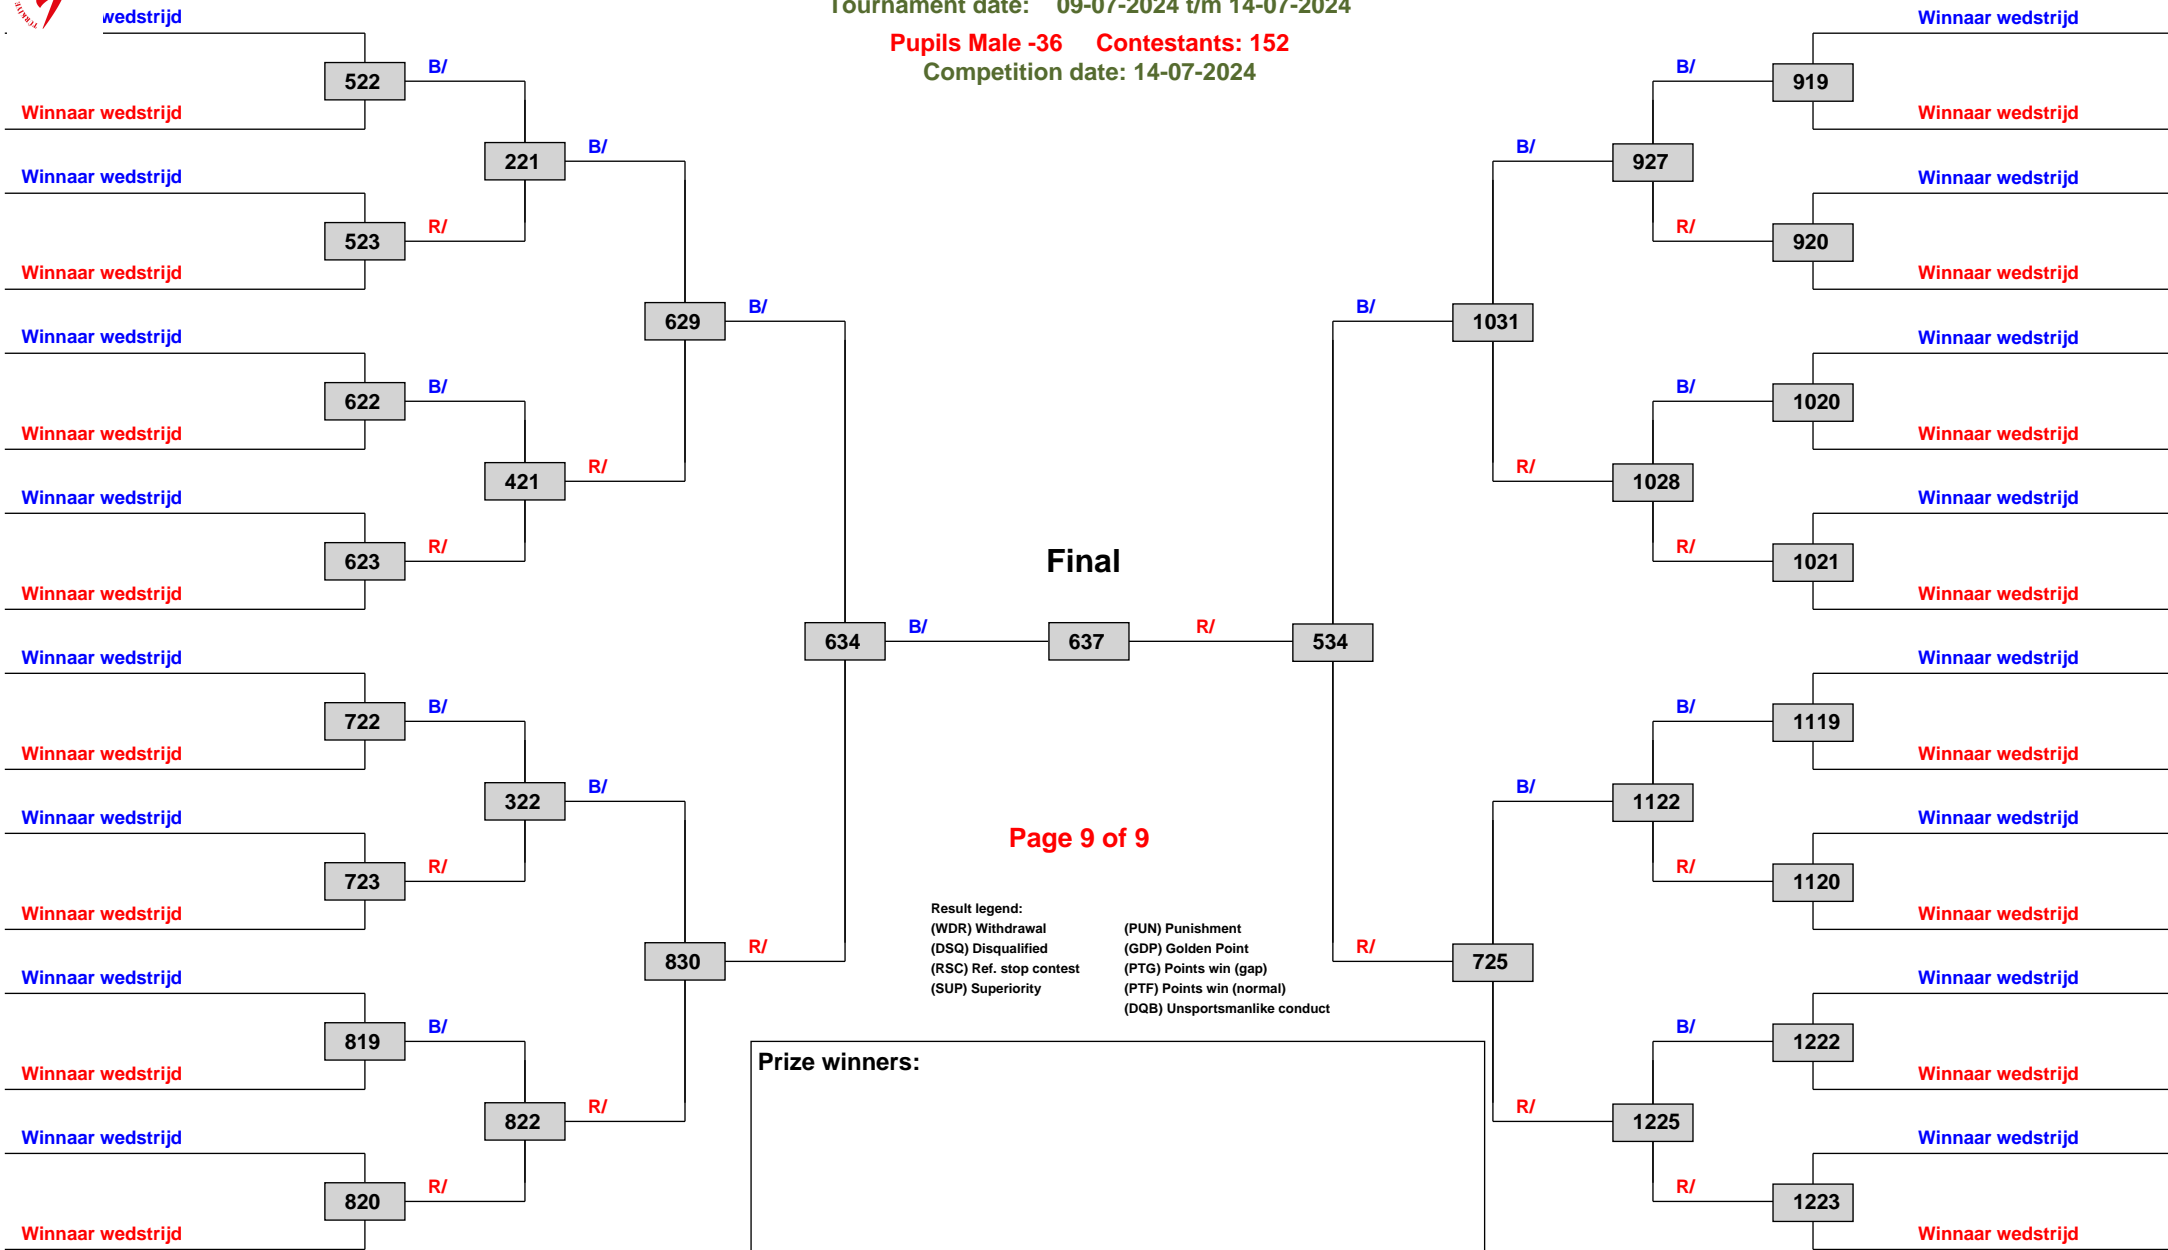 TÜRKİYE
Tournament date: 09-07-2024 t/m 14-07-2024
Pupils Male -36 Contestants: 152
Competition date: 14-07-2024
wedstrijd
522
B/
Winnaar wedstrijd
221
B/
Winnaar wedstrijd
523
R/
Winnaar wedstrijd
629
B/
Winnaar wedstrijd
622
B/
Winnaar wedstrijd
421
R/
Winnaar wedstrijd
623
R/
Winnaar wedstrijd
634
B/
Winnaar wedstrijd
722
B/
Winnaar wedstrijd
322
B/
Winnaar wedstrijd
723
R/
Winnaar wedstrijd
830
R/
Winnaar wedstrijd
819
B/
Winnaar wedstrijd
822
R/
Winnaar wedstrijd
820
R/
Winnaar wedstrijd
Final
637
R/
534
Winnaar wedstrijd
B/
919
Winnaar wedstrijd
B/
927
Winnaar wedstrijd
R/
920
Winnaar wedstrijd
B/
1031
Winnaar wedstrijd
B/
1020
Winnaar wedstrijd
R/
1028
Winnaar wedstrijd
R/
1021
Winnaar wedstrijd
Winnaar wedstrijd
B/
1119
Winnaar wedstrijd
B/
1122
Winnaar wedstrijd
R/
1120
Winnaar wedstrijd
R/
725
Winnaar wedstrijd
B/
1222
Winnaar wedstrijd
R/
1225
Winnaar wedstrijd
R/
1223
Winnaar wedstrijd
Page 9 of 9
Result legend:
(WDR) Withdrawal (PUN) Punishment
(DSQ) Disqualified (GDP) Golden Point
(RSC) Ref. stop contest (PTG) Points win (gap)
(SUP) Superiority (PTF) Points win (normal)
(DQB) Unsportsmanlike conduct
Prize winners: